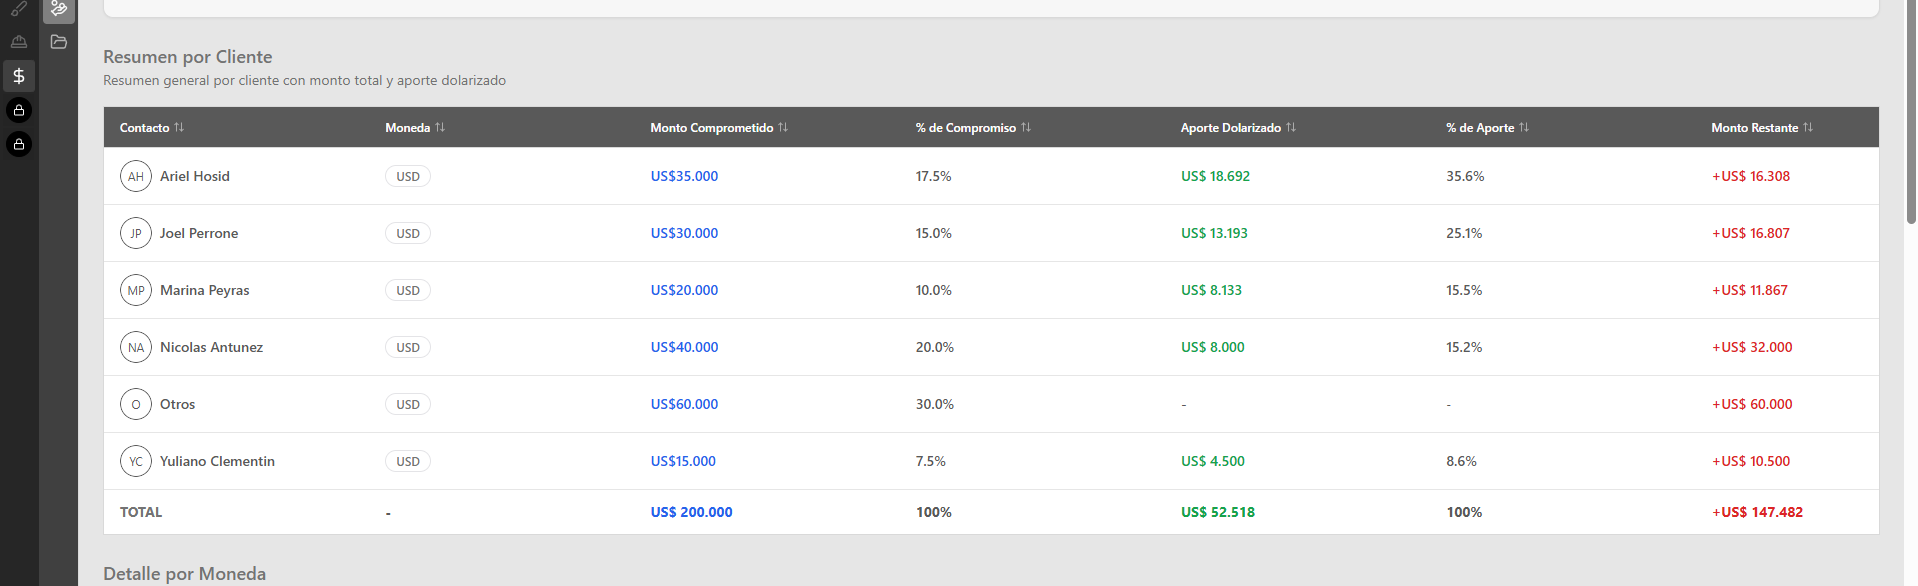 Resumen por Cliente
Resumen general por cliente con monto total y aporte dolarizado
Contacto Moneda Monto Comprometido % de Compromiso Aporte Dolarizado % de Aporte Monto Restante
AH Ariel Hosid USD US$35.000 17.5% US$ 18.692 35.6% +US$ 16.308
JP Joel Perrone USD US$30.000 15.0% US$ 13.193 25.1% +US$ 16.807
MP Marina Peyras USD US$20.000 10.0% US$ 8.133 15.5% +US$ 11.867
NA Nicolas Antunez USD US$40.000 20.0% US$ 8.000 15.2% +US$ 32.000
O Otros USD US$60.000 30.0% - - +US$ 60.000
YC Yuliano Clementin USD US$15.000 7.5% US$ 4.500 8.6% +US$ 10.500
TOTAL - US$ 200.000 100% US$ 52.518 100% +US$ 147.482
Detalle por Moneda